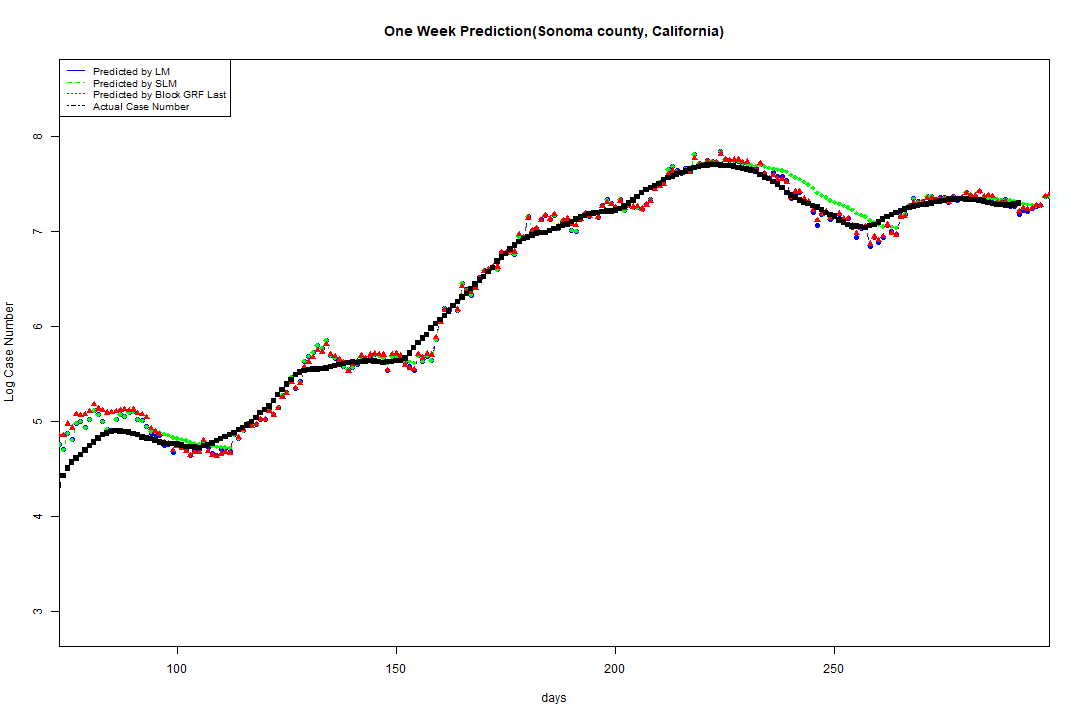 One Week Prediction(Sonoma county, California)
Predicted by LM
Predicted by SLM
Predicted by Block GRF Last
Actual Case Number
8
7
6
5
4
3
Log Case Number
100 150 200 250
days